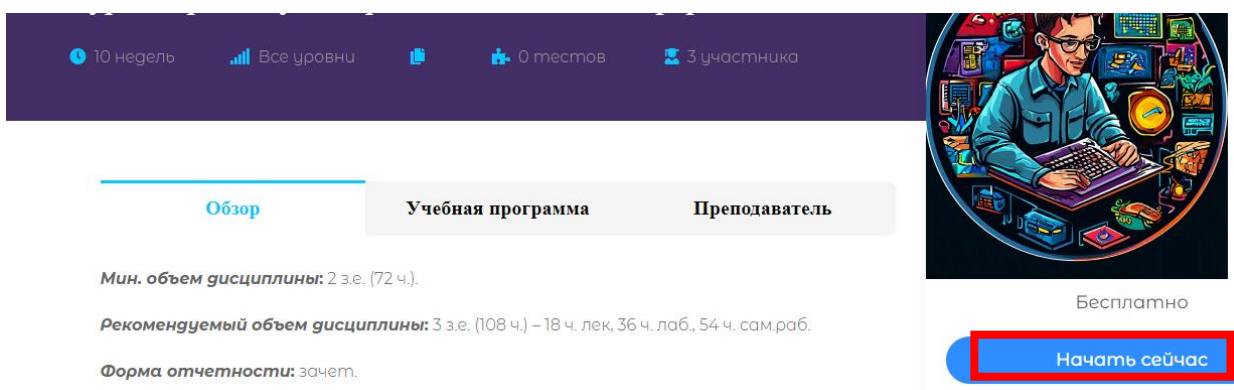 10 недель
Все уровни
0 тестов
3 участника
Обзор
Учебная программа
Преподаватель
Мин. объем дисциплины: 2 з.е. (72 ч.).
Рекомендуемый объем дисциплины: 3 з.е. (108 ч.) – 18 ч. лек, 36 ч. лаб., 54 ч. сам.раб.
Форма отчетности: зачет.
Бесплатно
Начать сейчас